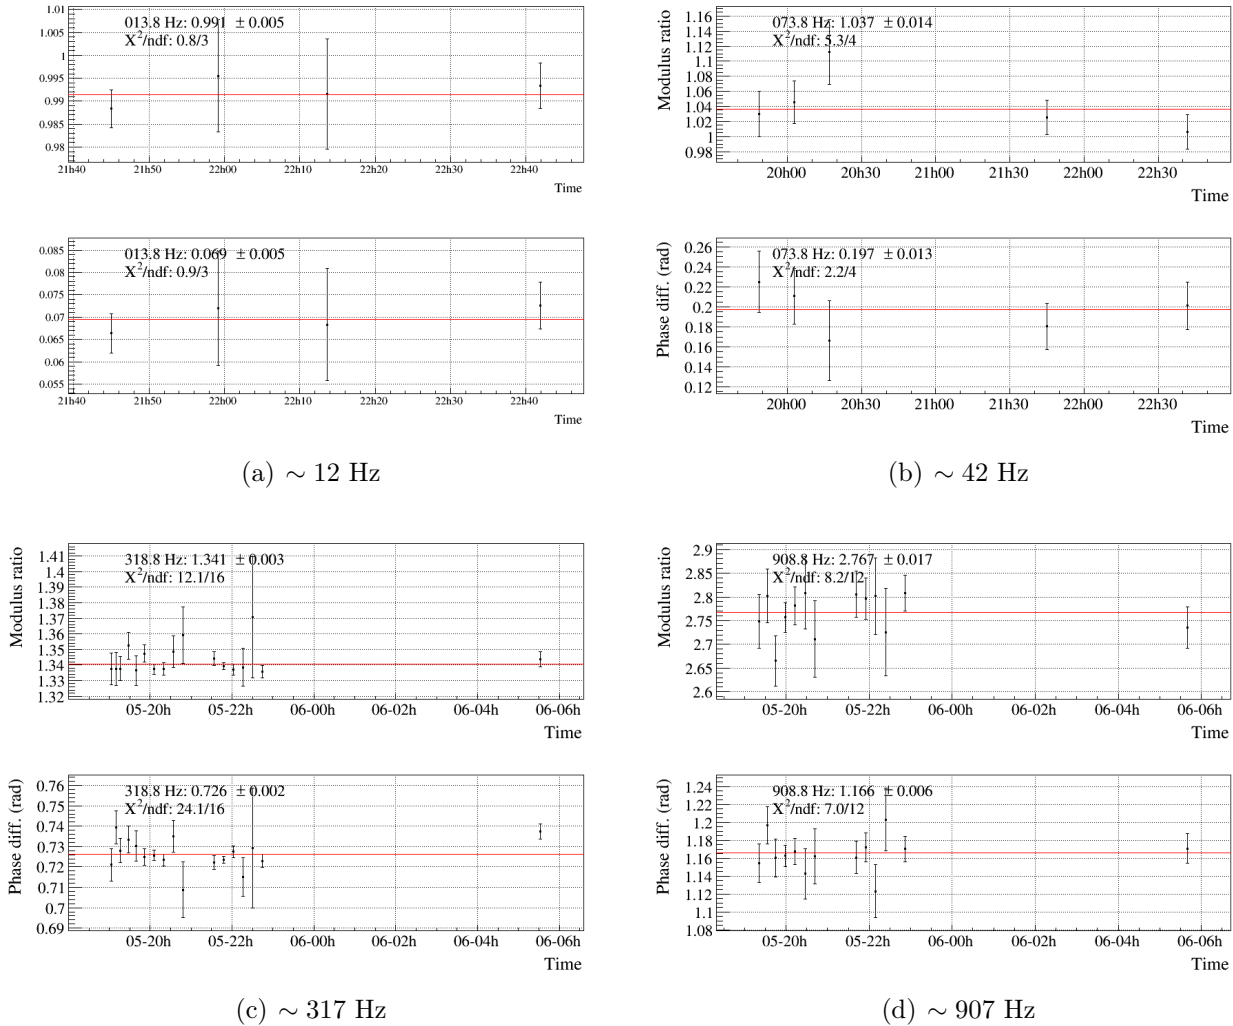 013.8 Hz: 0.991 ± 0.005
X²/ndf: 0.8/3
1.01
1.005
1
0.995
0.99
0.985
0.98
21h40 21h50 22h00 22h10 22h20 22h30 22h40
Time
013.8 Hz: 0.069 ± 0.005
X²/ndf: 0.9/3
0.085
0.08
0.075
0.07
0.065
0.06
0.055
21h40 21h50 22h00 22h10 22h20 22h30 22h40
Time
(a) ∼ 12 Hz
Modulus ratio
073.8 Hz: 1.037 ± 0.014
X²/ndf: 5.3/4
1.16
1.14
1.12
1.1
1.08
1.06
1.04
1.02
1
0.98
20h00 20h30 21h00 21h30 22h00 22h30
Time
Phase diff. (rad)
073.8 Hz: 0.197 ± 0.013
X²/ndf: 2.2/4
0.26
0.24
0.22
0.2
0.18
0.16
0.14
0.12
20h00 20h30 21h00 21h30 22h00 22h30
Time
(b) ∼ 42 Hz
Modulus ratio
318.8 Hz: 1.341 ± 0.003
X²/ndf: 12.1/16
1.41
1.4
1.39
1.38
1.37
1.36
1.35
1.34
1.33
1.32
05-20h 05-22h 06-00h 06-02h 06-04h 06-06h
Time
Phase diff. (rad)
318.8 Hz: 0.726 ± 0.002
X²/ndf: 24.1/16
0.76
0.75
0.74
0.73
0.72
0.71
0.7
0.69
05-20h 05-22h 06-00h 06-02h 06-04h 06-06h
Time
(c) ∼ 317 Hz
Modulus ratio
908.8 Hz: 2.767 ± 0.017
X²/ndf: 8.2/12
2.9
2.85
2.8
2.75
2.7
2.65
2.6
05-20h 05-22h 06-00h 06-02h 06-04h 06-06h
Time
Phase diff. (rad)
908.8 Hz: 1.166 ± 0.006
X²/ndf: 7.0/12
1.24
1.22
1.2
1.18
1.16
1.14
1.12
1.1
1.08
05-20h 05-22h 06-00h 06-02h 06-04h 06-06h
Time
(d) ∼ 907 Hz